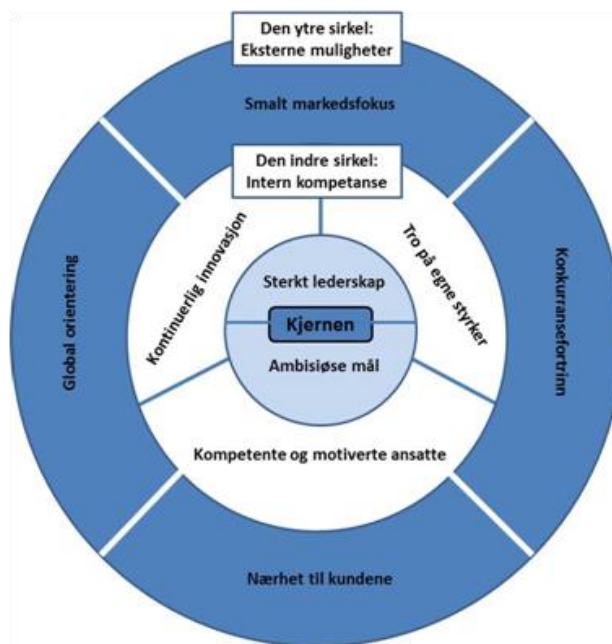 Den ytre sirkel:
Eksterne muligheter
Smalt markedsfokus
Den indre sirkel:
Intern kompetanse
Kontinuerlig innovasjon
Tro på egne styrker
Sterkt lederskap
Kjernen
Ambisiøse mål
Global orientering
Konkurransefortrinn
Kompetente og motiverte ansatte
Nærhet til kundene